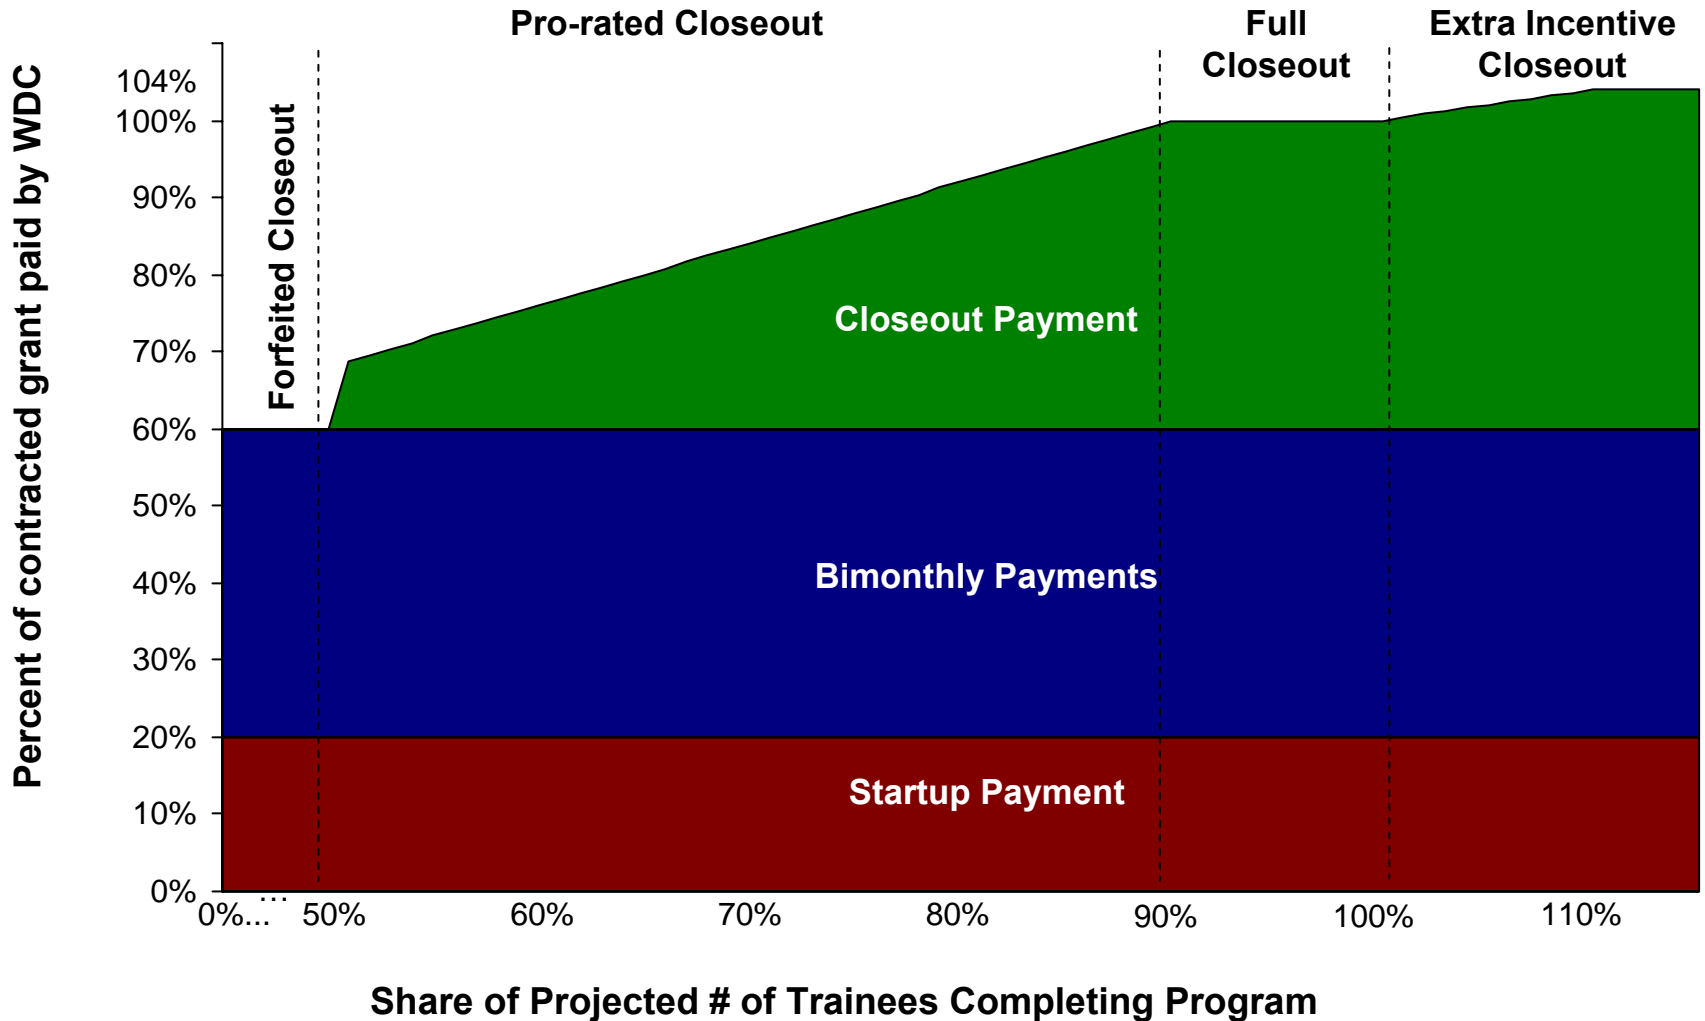 Pro-rated Closeout
Full
Closeout
Extra Incentive
Closeout
Percent of contracted grant paid by WDC
104%
100%
90%
80%
70%
60%
50%
40%
30%
20%
10%
0%
Forfeited Closeout
Closeout Payment
Bimonthly Payments
Startup Payment
...
0%... 50% 60% 70% 80% 90% 100% 110%
Share of Projected # of Trainees Completing Program